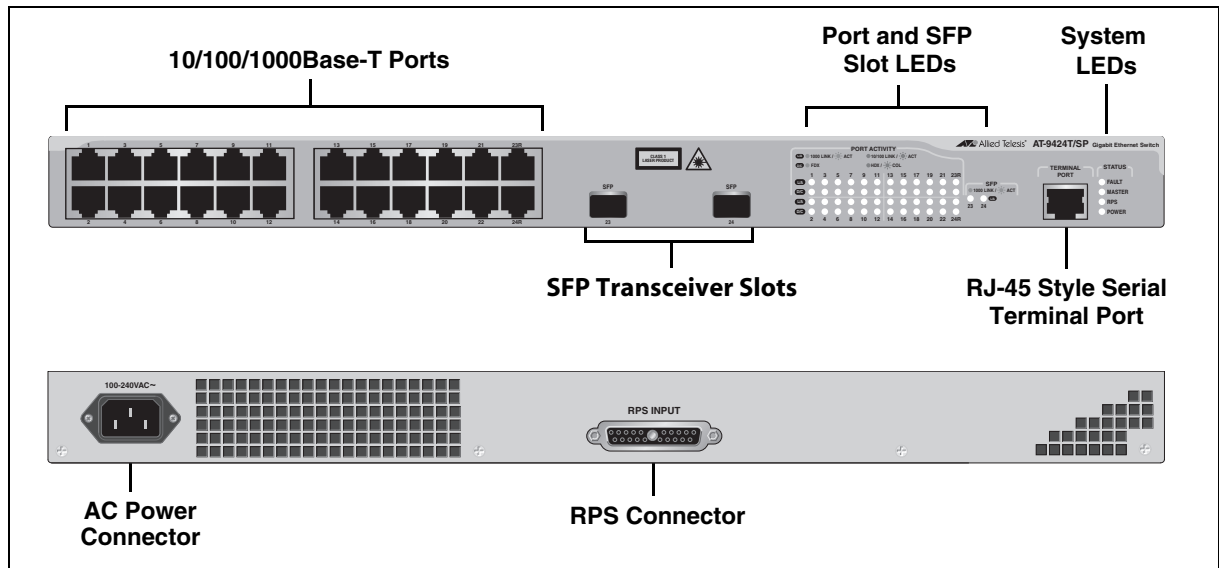 10/100/1000Base-T Ports
Port and SFP
Slot LEDs
System
LEDs
1 3 5 7 9 11 13 15 17 19 21 23R
2 4 6 8 10 12 14 16 18 20 22 24R
CLASS 1
LASER PRODUCT
SFP SFP
23 24
PORT ACTIVITY
L/A 1000 LINK / ACT 10/100 LINK / ACT
D/C FDX HDX / COL
1 3 5 7 9 11 13 15 17 19 21 23R
L/A
D/C
L/A
D/C
2 4 6 8 10 12 14 16 18 20 22 24R
SFP
1000 LINK / ACT
23 24 L/A
Allied Telesis AT-9424T/SP Gigabit Ethernet Switch
TERMINAL
PORT
STATUS
FAULT
MASTER
RPS
POWER
SFP Transceiver Slots
RJ-45 Style Serial
Terminal Port
100-240VAC~
RPS INPUT
AC Power
Connector
RPS Connector